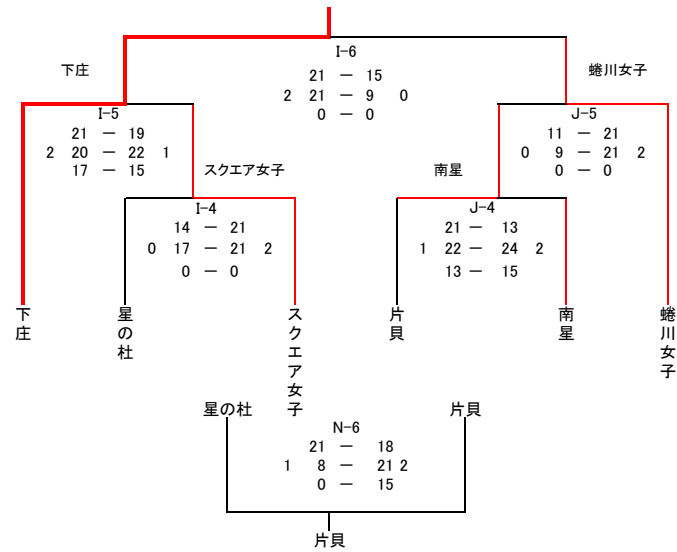 I-6
下庄
蜷川女子
21 － 15
2 21 － 9 0
0 － 0
I-5
J-5
21 － 19
2 20 － 22 1
17 － 15
11 － 21
0 9 － 21 2
0 － 0
スクエア女子
南星
I-4
J-4
14 － 21
0 17 － 21 2
0 － 0
21 － 13
1 22 － 24 2
13 － 15
下庄
星の杜
スクエア女子
片貝
南星
蜷川女子
星の杜
片貝
N-6
21 － 18
1 8 － 21 2
0 － 15
片貝